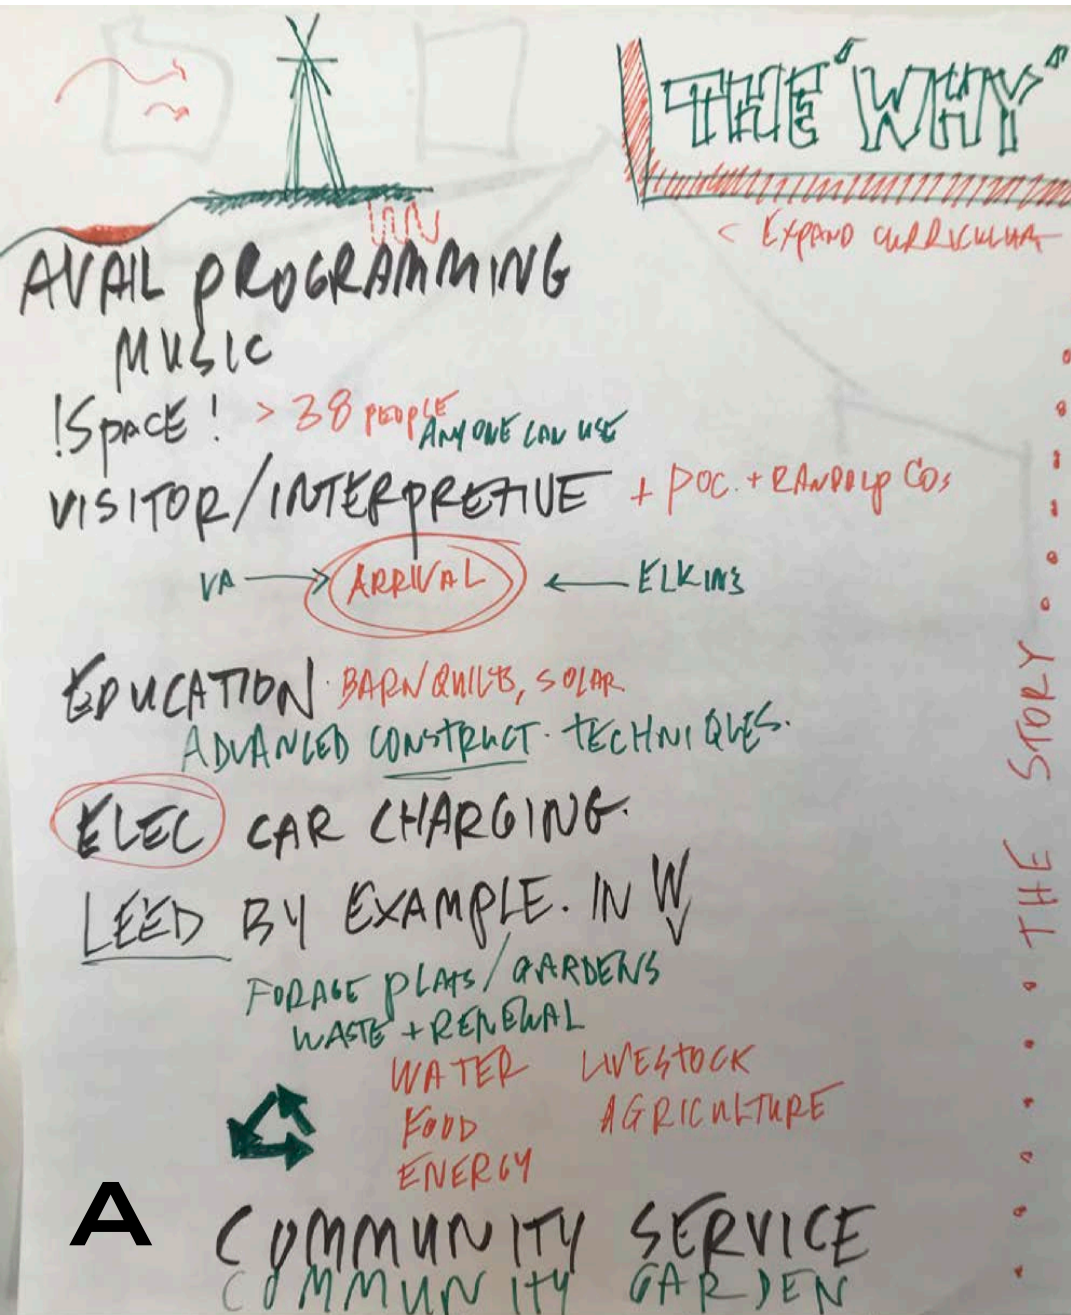 THE "WHY"
< EXPAND CURRICULUM
AVAIL PROGRAMMING
MUSIC
!SPACE! > 38 PEOPLE
ANYONE CAN USE
VISITOR/INTERPRETIVE + POC. + RANDOLP COs
VA → ARRIVAL ← ELKINS
EDUCATION · BARN QUILTS, SOLAR
ADVANCED CONSTRUCT. TECHNIQUES.
ELEC CAR CHARGING.
LEED BY EXAMPLE. IN WV
FORAGE PLATS/GARDENS
WASTE + RENEWAL
WATER LIVESTOCK
FOOD AGRICULTURE
ENERGY
A
COMMUNITY SERVICE
COMMUNITY GARDEN
THE STORY